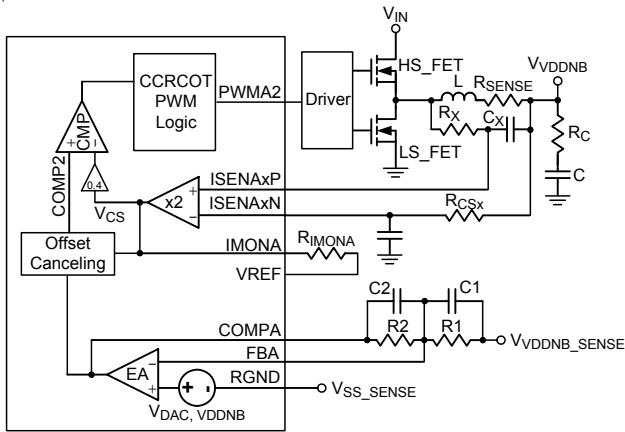 V_IN
HS_FET
L
R_SENSE
V_VDDNB
CCRCOT
PWM
Logic
PWMA2
Driver
R_X
C_X
R_C
LS_FET
C
CMP
+
−
COMP2
0.4
V_CS
x2
+
−
ISENAxP
ISENAxN
R_CSx
Offset
Canceling
IMONA
R_IMONA
VREF
C2
C1
COMPA
R2
R1
V_VDDNB_SENSE
FBA
EA
−
+
RGND
+
-
V_SS_SENSE
V_DAC, VDDNB